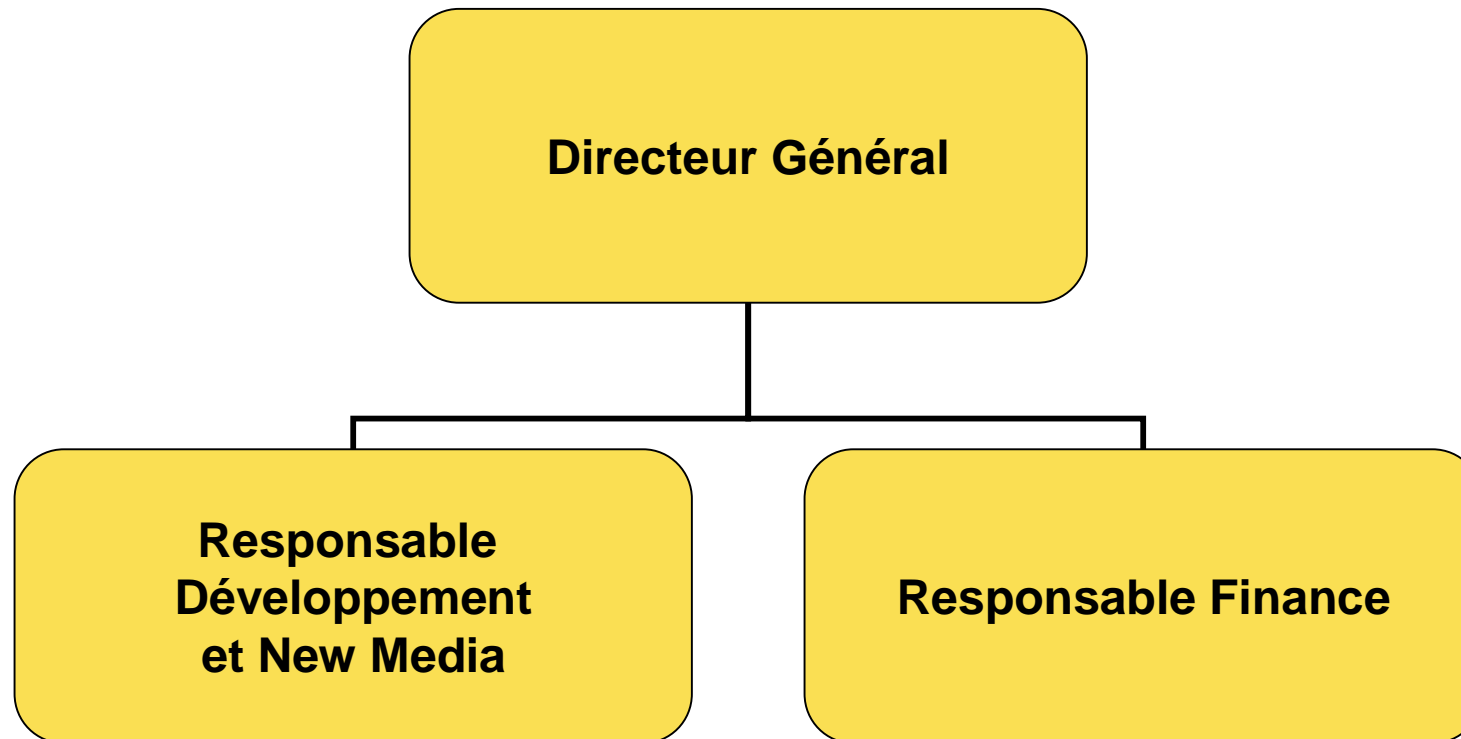 Directeur Général
Responsable
Développement
et New Media
Responsable Finance